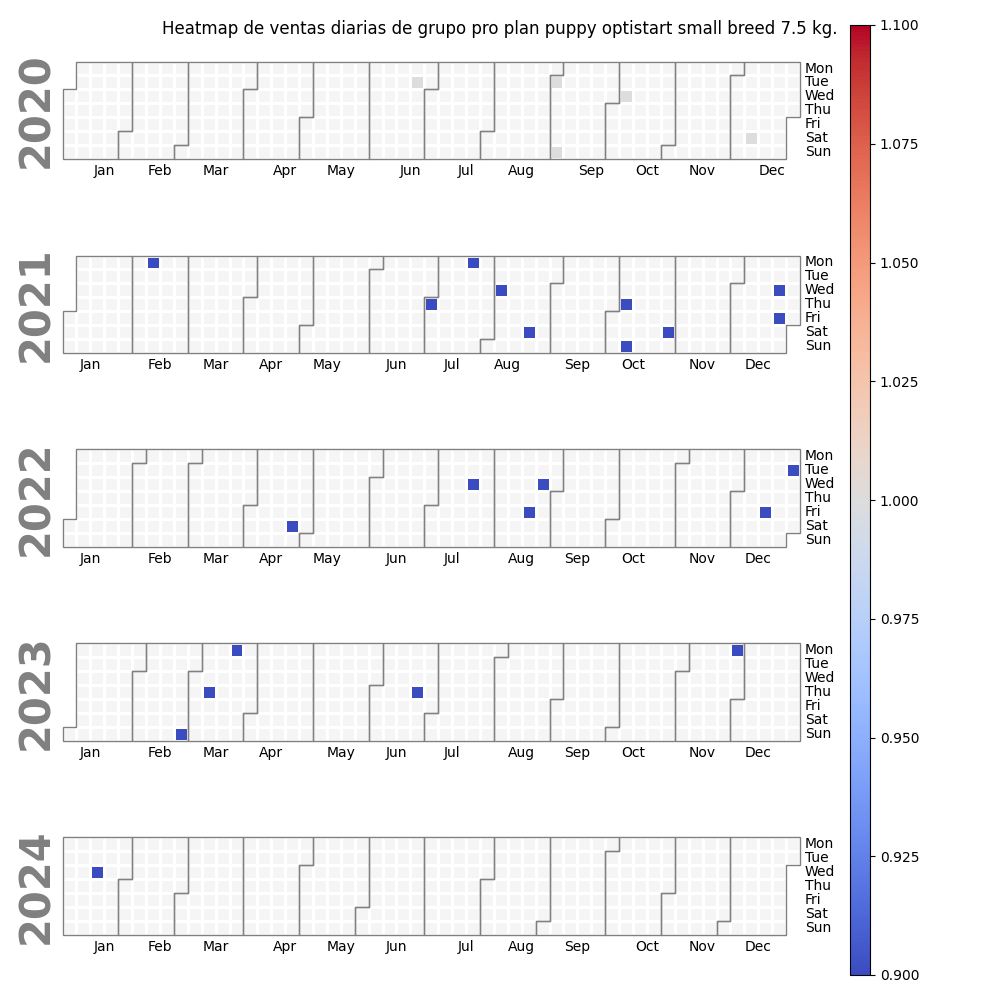 Heatmap de ventas diarias de grupo pro plan puppy optistart small breed 7.5 kg.
2020
Mon
Tue
Wed
Thu
Fri
Sat
Sun
Jan Feb Mar Apr May Jun Jul Aug Sep Oct Nov Dec
2021
Mon
Tue
Wed
Thu
Fri
Sat
Sun
Jan Feb Mar Apr May Jun Jul Aug Sep Oct Nov Dec
2022
Mon
Tue
Wed
Thu
Fri
Sat
Sun
Jan Feb Mar Apr May Jun Jul Aug Sep Oct Nov Dec
2023
Mon
Tue
Wed
Thu
Fri
Sat
Sun
Jan Feb Mar Apr May Jun Jul Aug Sep Oct Nov Dec
2024
Mon
Tue
Wed
Thu
Fri
Sat
Sun
Jan Feb Mar Apr May Jun Jul Aug Sep Oct Nov Dec
1.100
1.075
1.050
1.025
1.000
0.975
0.950
0.925
0.900